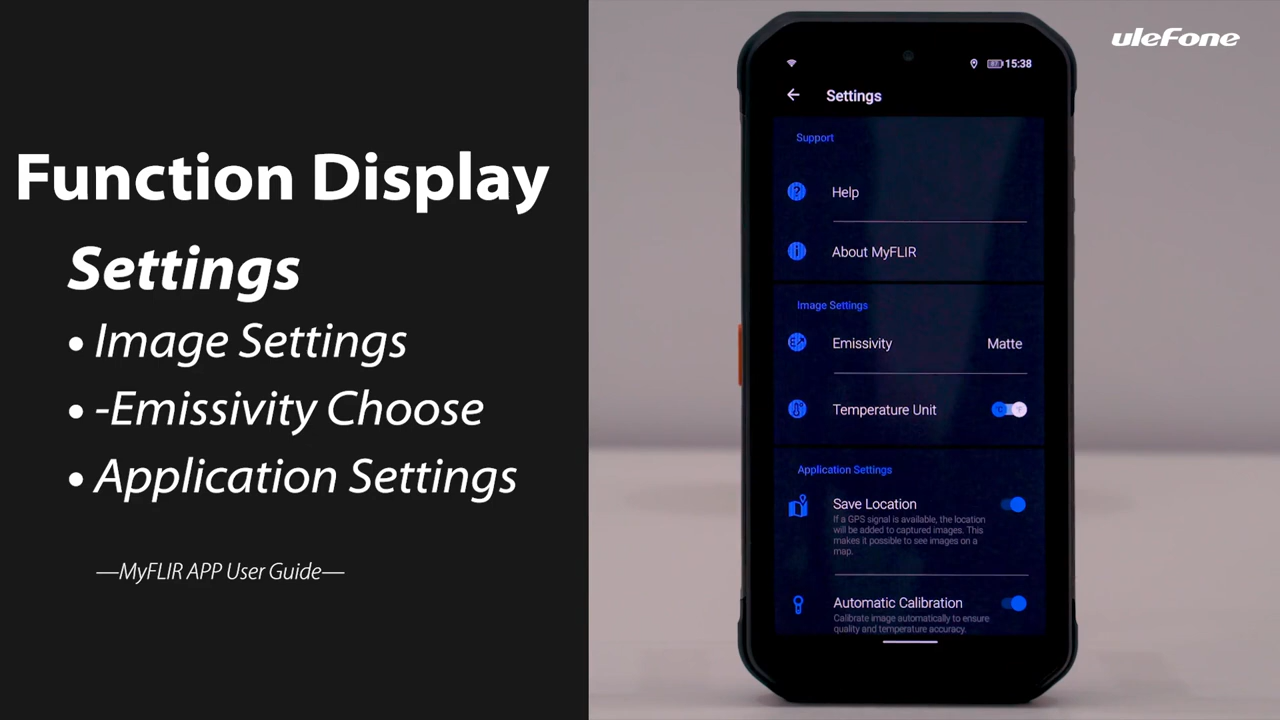 Function Display
Settings
• Image Settings
• -Emissivity Choose
• Application Settings
—MyFLIR APP User Guide—
uleFone
15:38
Settings
Support
Help
About MyFLIR
Image Settings
Emissivity
Matte
Temperature Unit
Application Settings
Save Location
If a GPS signal is available, the location
will be added to captured images. This
makes it possible to see images on a
map.
Automatic Calibration
Calibrate image automatically to ensure
quality and temperature accuracy.